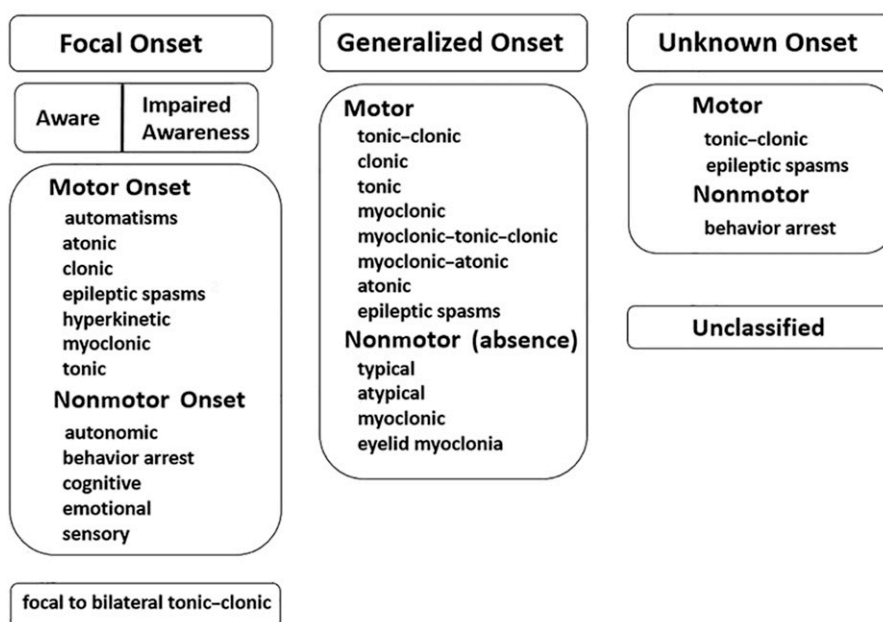 Focal Onset
Aware
Impaired
Awareness
Motor Onset
automatisms
atonic
clonic
epileptic spasms
hyperkinetic
myoclonic
tonic
Nonmotor Onset
autonomic
behavior arrest
cognitive
emotional
sensory
focal to bilateral tonic–clonic
Generalized Onset
Motor
tonic–clonic
clonic
tonic
myoclonic
myoclonic–tonic–clonic
myoclonic–atonic
atonic
epileptic spasms
Nonmotor (absence)
typical
atypical
myoclonic
eyelid myoclonia
Unknown Onset
Motor
tonic–clonic
epileptic spasms
Nonmotor
behavior arrest
Unclassified